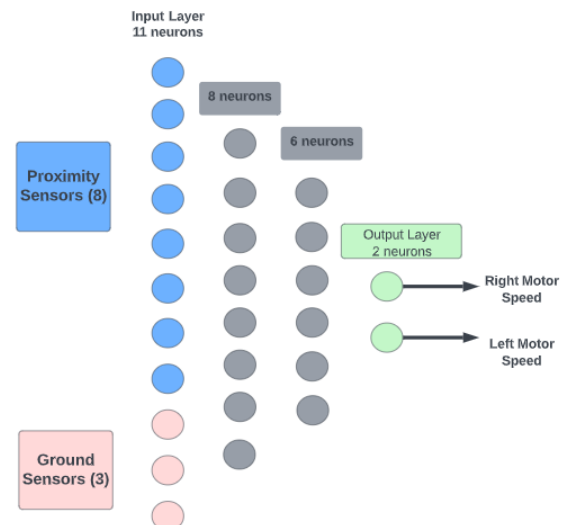 Input Layer
11 neurons
8 neurons
6 neurons
Proximity
Sensors (8)
Output Layer
2 neurons
Right Motor
Speed
Left Motor
Speed
Ground
Sensors (3)